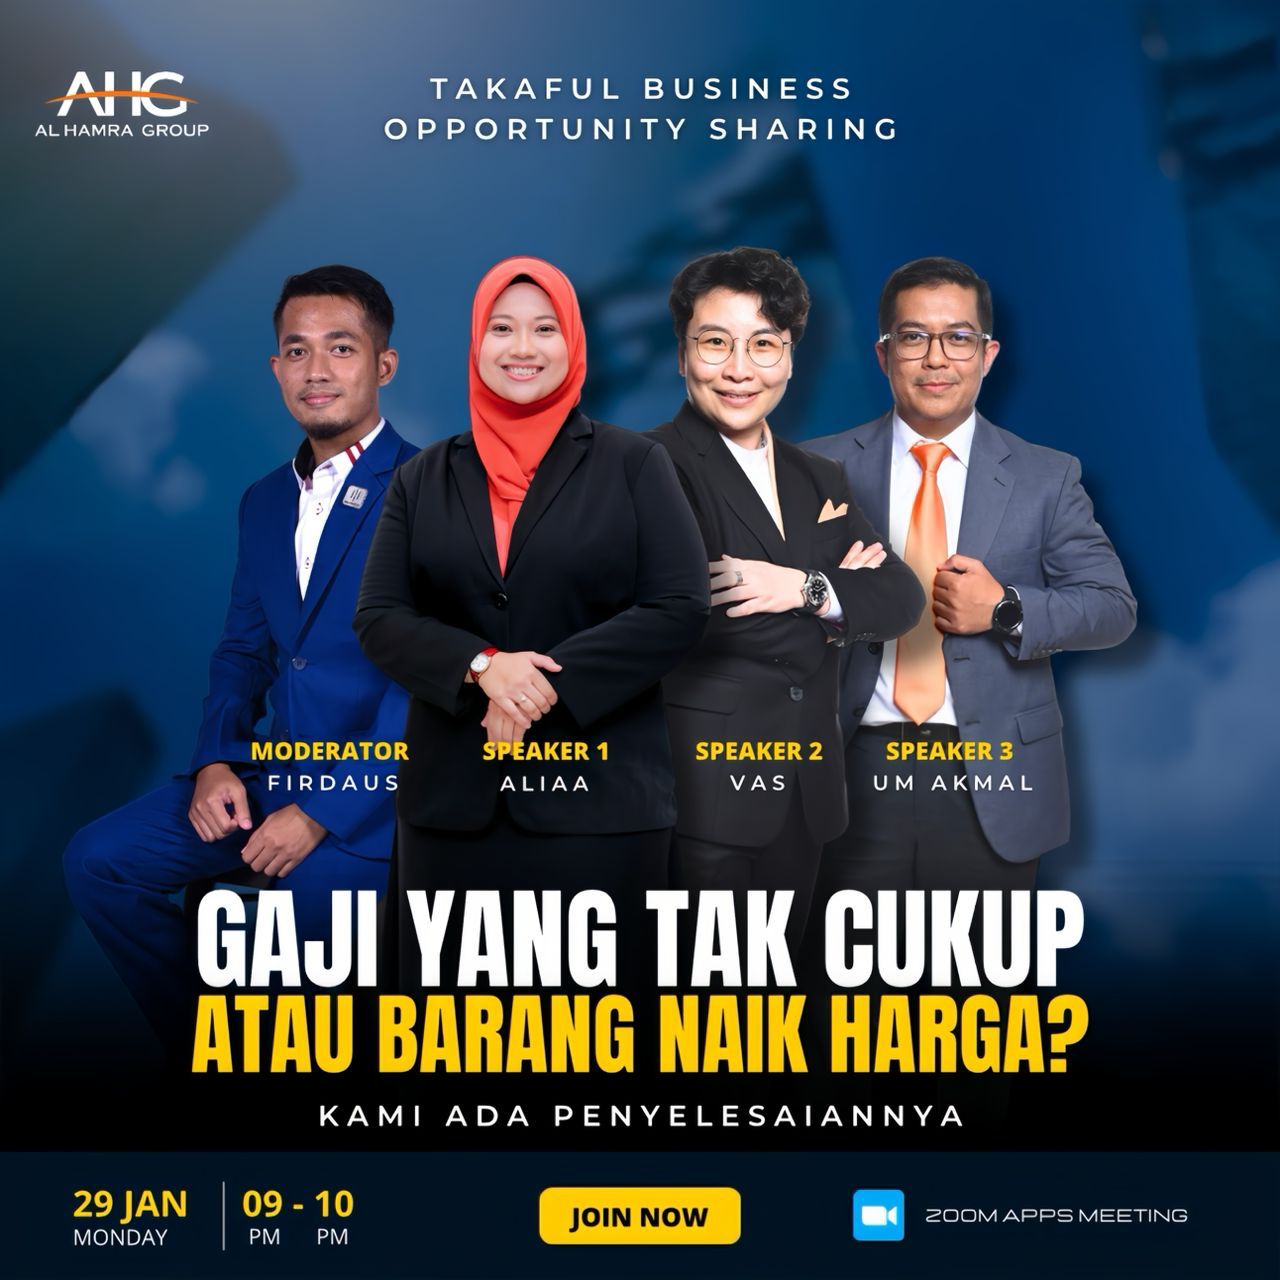 AHG
AL HAMRA GROUP
TAKAFUL BUSINESS
OPPORTUNITY SHARING
MODERATOR
FIRDAUS
SPEAKER 1
ALIAA
SPEAKER 2
VAS
SPEAKER 3
UM AKMAL
GAJI YANG TAK CUKUP
ATAU BARANG NAIK HARGA?
KAMI ADA PENYELESAIANNYA
29 JAN
MONDAY
09 - 10
PM PM
JOIN NOW
ZOOM APPS MEETING